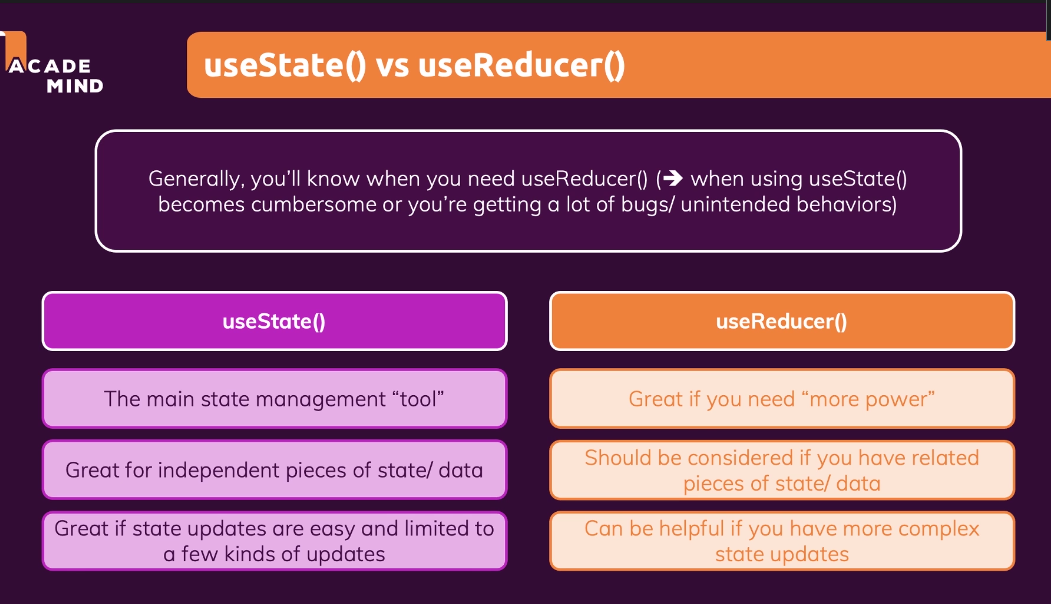 ACADE
MIND
useState() vs useReducer()
Generally, you’ll know when you need useReducer() (➔ when using useState()
becomes cumbersome or you’re getting a lot of bugs/ unintended behaviors)
useState()
useReducer()
The main state management “tool”
Great if you need “more power”
Great for independent pieces of state/ data
Should be considered if you have related
pieces of state/ data
Great if state updates are easy and limited to
a few kinds of updates
Can be helpful if you have more complex
state updates